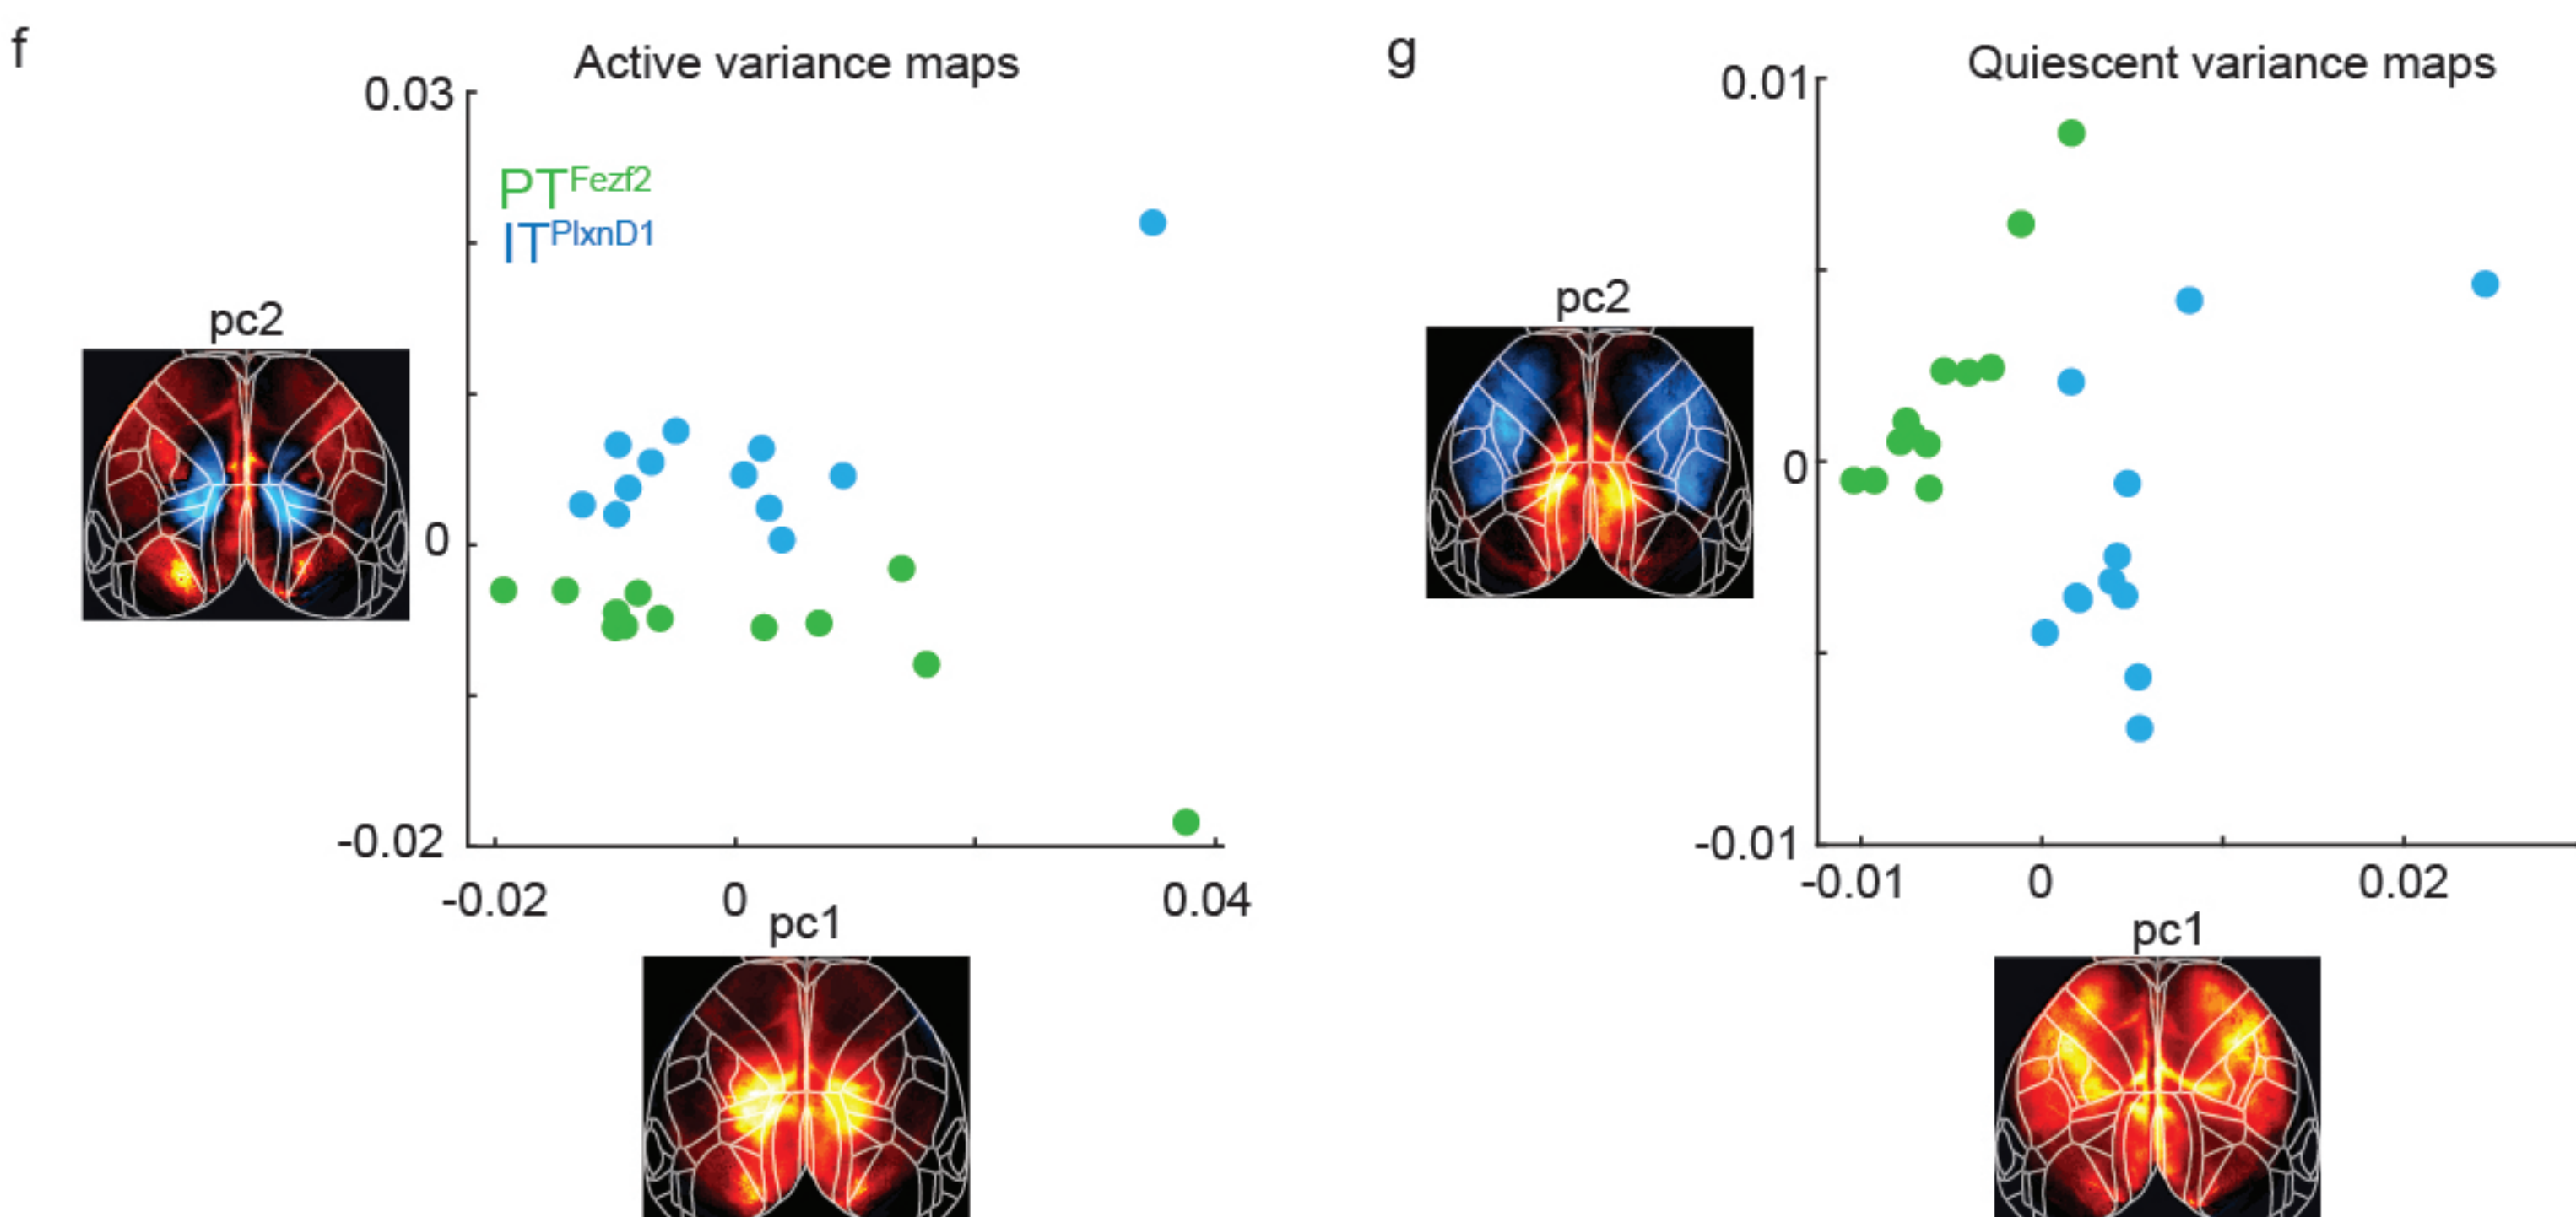 f
Active variance maps
0.03
PTFezf2
ITPlxnD1
pc2
0
-0.02
-0.02 0 0.04
pc1
g
Quiescent variance maps
0.01
pc2
0
-0.01
-0.01 0 0.02
pc1